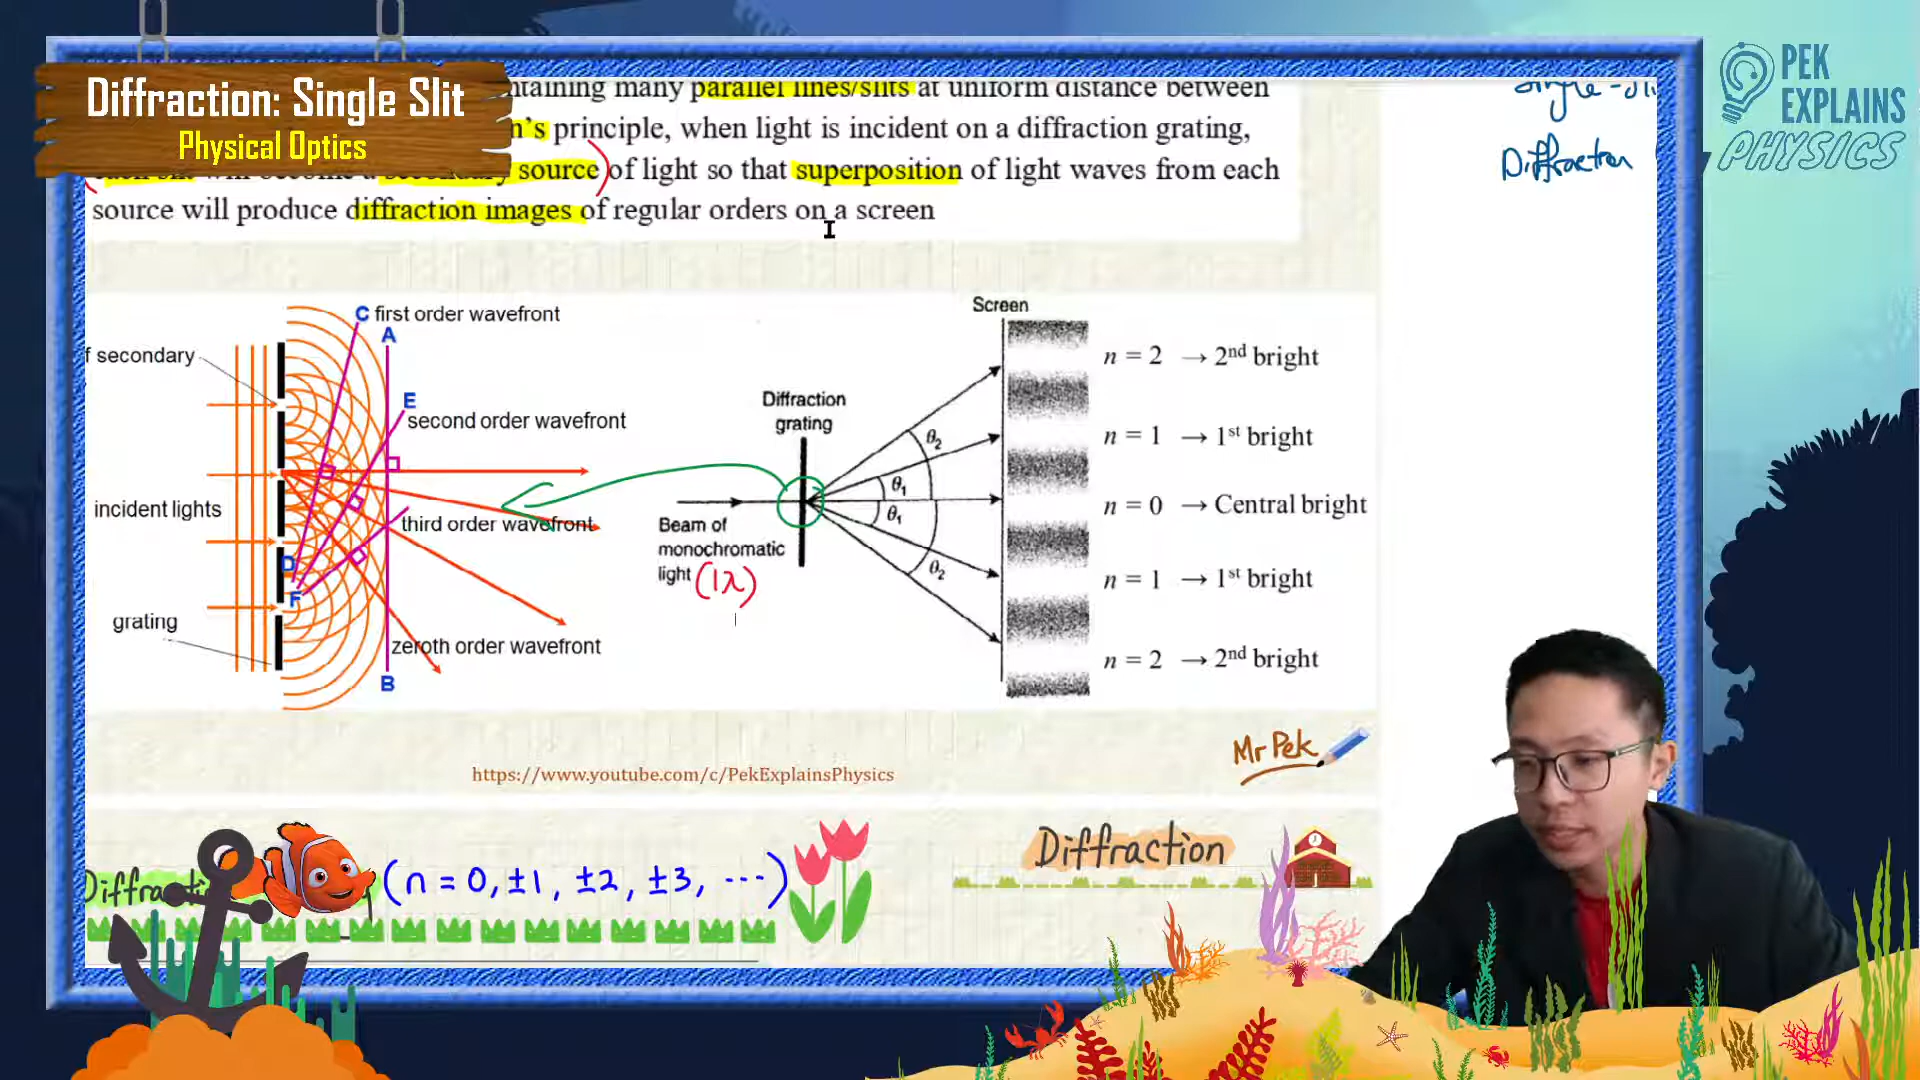 Diffraction: Single Slit
Physical Optics
PEK
EXPLAINS
PHYSICS
ntaining many parallel lines/slits at uniform distance between
n's principle, when light is incident on a diffraction grating,
source of light so that superposition of light waves from each
source will produce diffraction images of regular orders on a screen
Diffraction
C first order wavefront
A
f secondary
E
second order wavefront
incident lights
third order wavefront
D
F
grating
zeroth order wavefront
B
Screen
Diffraction
grating
Beam of
monochromatic
light (1λ)
θ2
θ1
θ1
θ2
n = 2 → 2nd bright
n = 1 → 1st bright
n = 0 → Central bright
n = 1 → 1st bright
n = 2 → 2nd bright
Mr Pek
https://www.youtube.com/c/PekExplainsPhysics
Diffraction
(n = 0, ±1, ±2, ±3, ...)